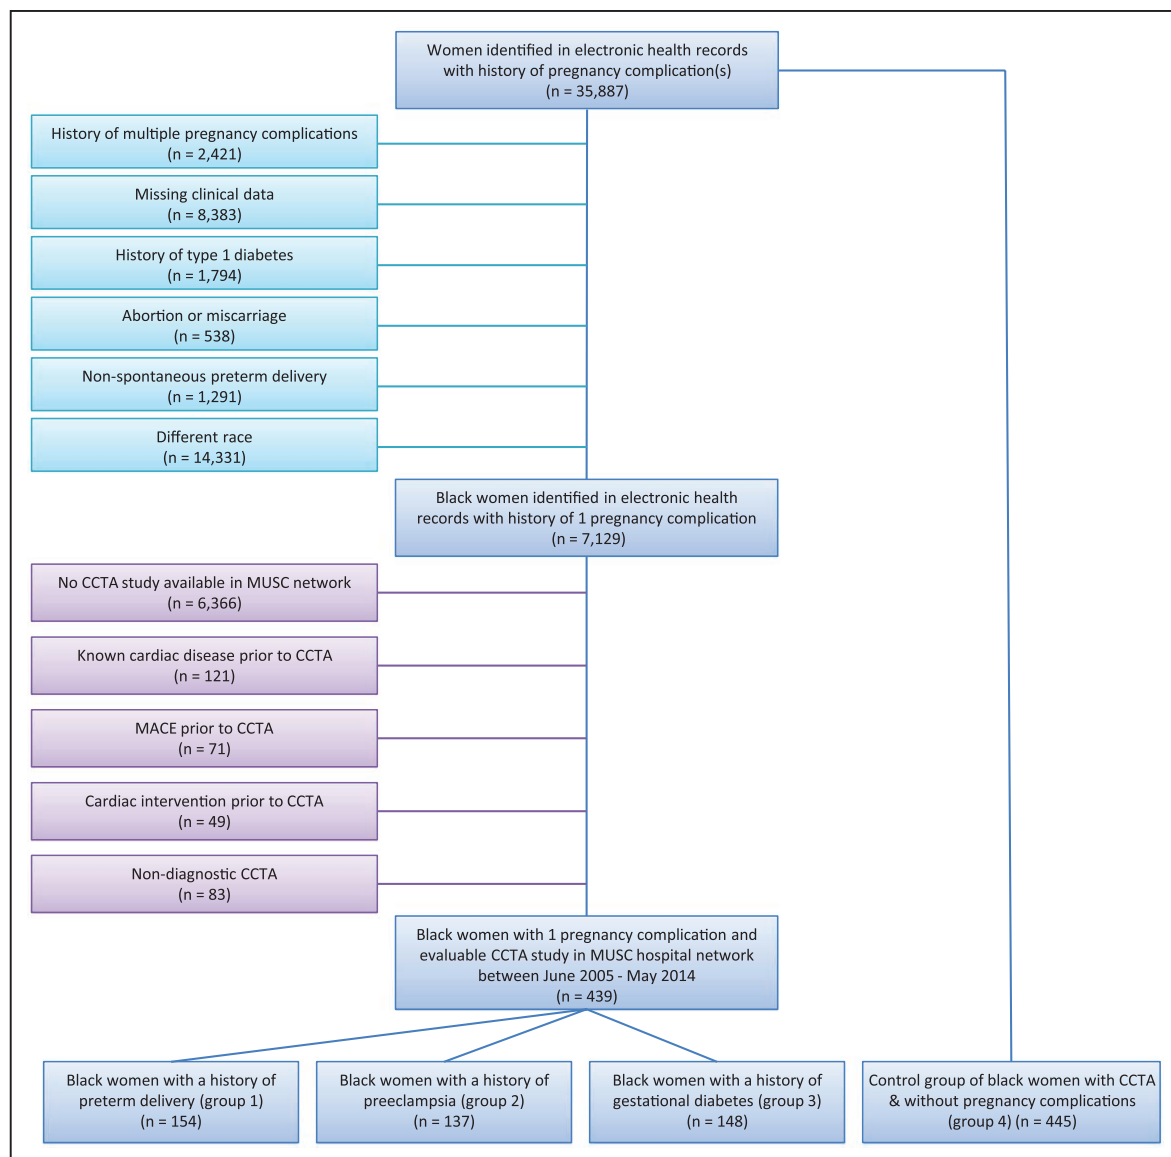 Women identified in electronic health records
with history of pregnancy complication(s)
(n = 35,887)
History of multiple pregnancy complications
(n = 2,421)
Missing clinical data
(n = 8,383)
History of type 1 diabetes
(n = 1,794)
Abortion or miscarriage
(n = 538)
Non-spontaneous preterm delivery
(n = 1,291)
Different race
(n = 14,331)
Black women identified in electronic health
records with history of 1 pregnancy complication
(n = 7,129)
No CCTA study available in MUSC network
(n = 6,366)
Known cardiac disease prior to CCTA
(n = 121)
MACE prior to CCTA
(n = 71)
Cardiac intervention prior to CCTA
(n = 49)
Non-diagnostic CCTA
(n = 83)
Black women with 1 pregnancy complication and
evaluable CCTA study in MUSC hospital network
between June 2005 - May 2014
(n = 439)
Black women with a history of
preterm delivery (group 1)
(n = 154)
Black women with a history of
preeclampsia (group 2)
(n = 137)
Black women with a history of
gestational diabetes (group 3)
(n = 148)
Control group of black women with CCTA
& without pregnancy complications
(group 4) (n = 445)